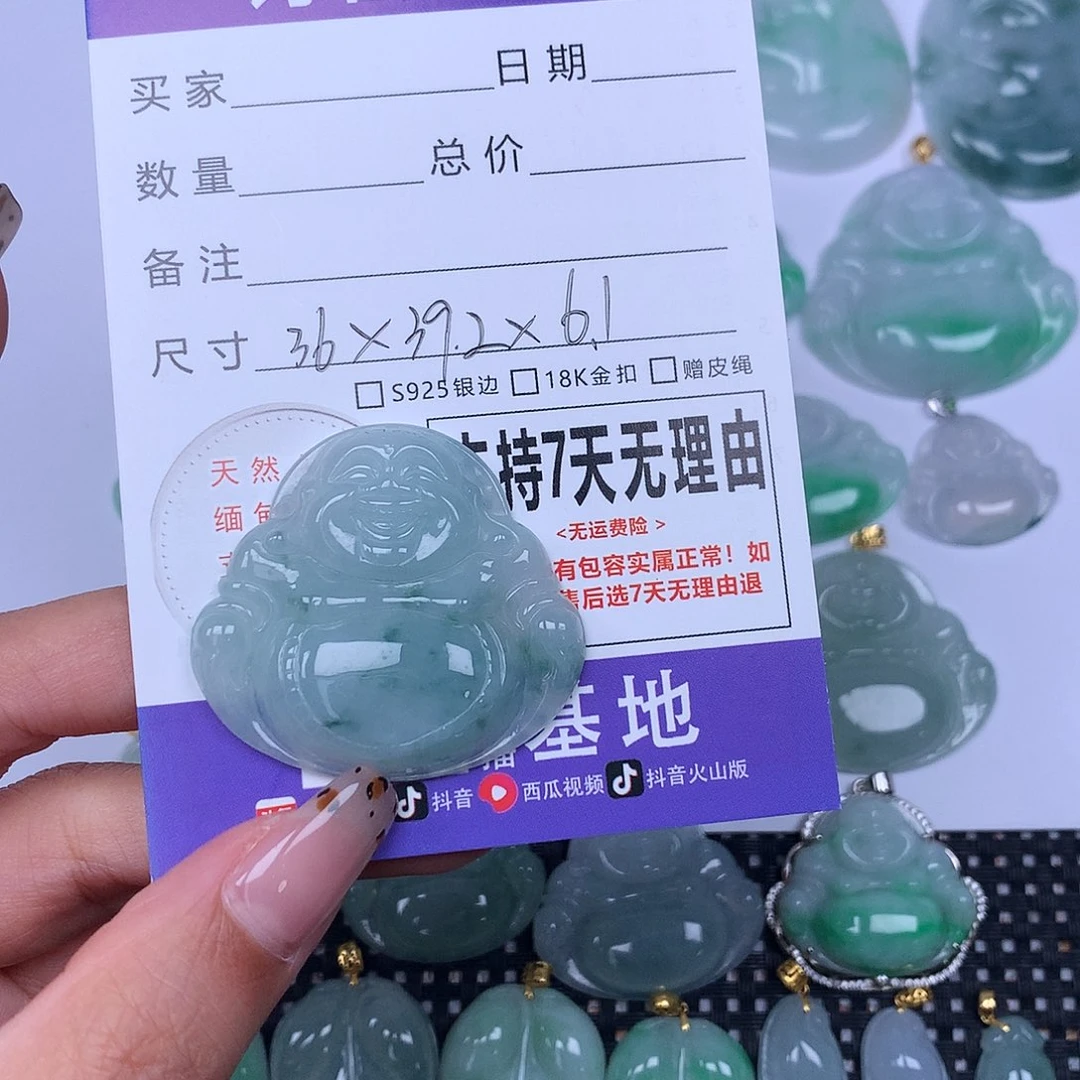 买家 日期
数量 总价
备注
尺寸 36×39.2×6.1
S925银边 18K金扣 赠皮绳
天然
缅甸
持7天无理由
<无运费险>
有包容实属正常！如
售后选7天无理由退
基地
抖音 西瓜视频 抖音火山版